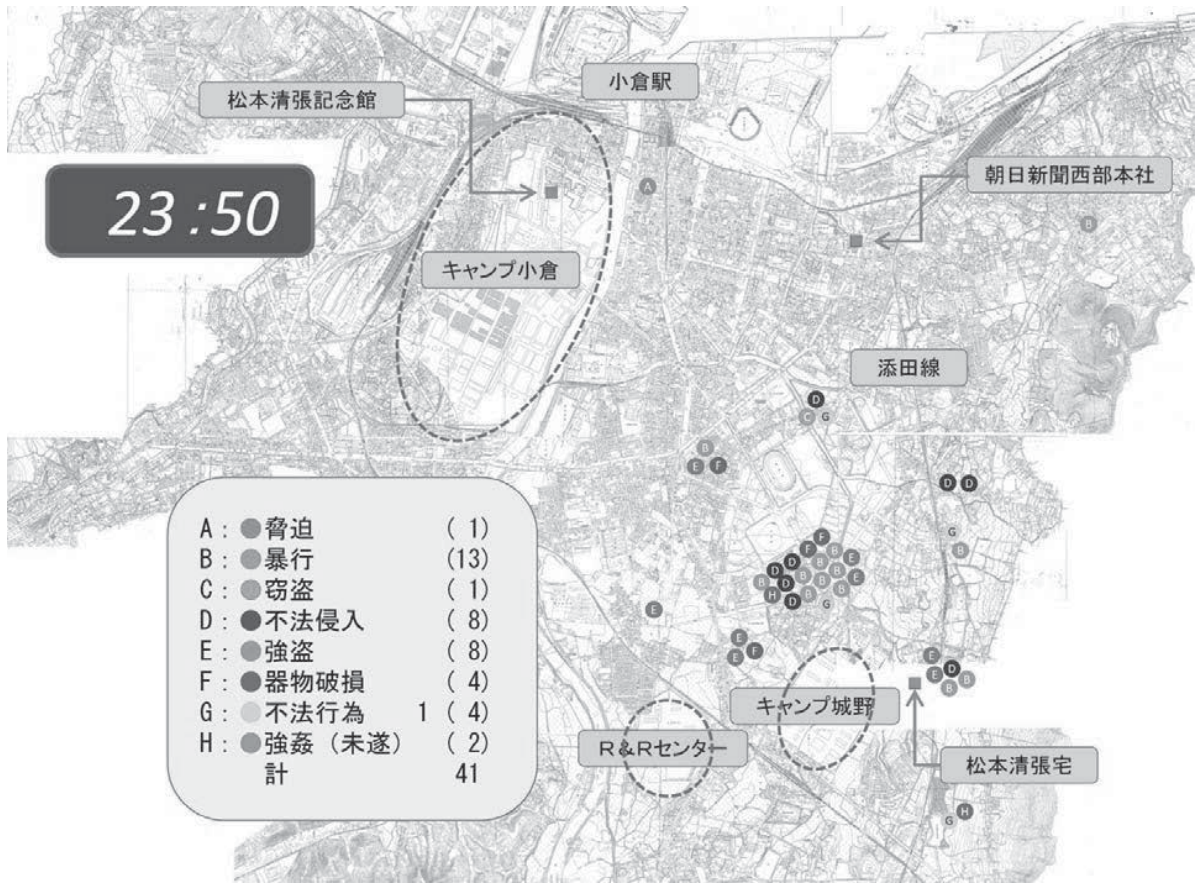 小倉駅
松本清張記念館
朝日新聞西部本社
23:50
A
B
キャンプ小倉
添田線
D
C G
B
E F
D D
G
B
F
F B E
D B B
D B B E
B D B B
H D B G
E
E
E F
E
D
E B
B
キャンプ城野
R&Rセンター
松本清張宅
H
G
A : ●脅迫 ( 1)
B : ●暴行 (13)
C : ●窃盗 ( 1)
D : ●不法侵入 ( 8)
E : ●強盗 ( 8)
F : ●器物破損 ( 4)
G : ●不法行為 1 ( 4)
H : ●強姦(未遂) ( 2)
計 41